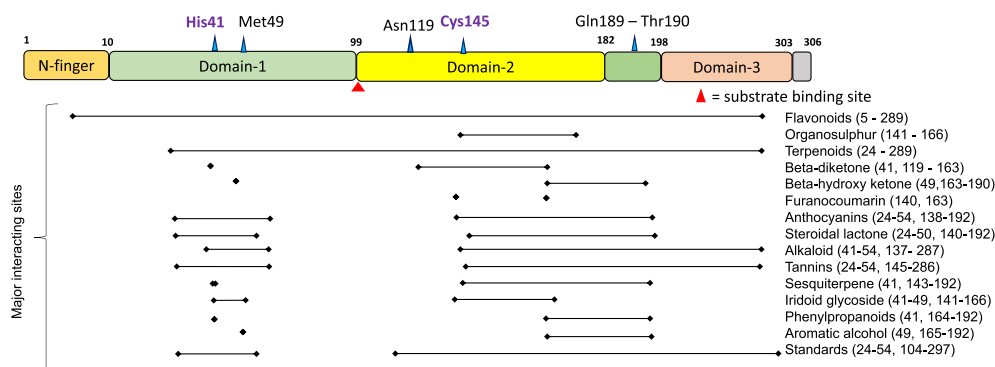 His41 Met49 Asn119 Cys145 Gln189 – Thr190
1 10 99 182 198 303 306
N-finger Domain-1 Domain-2 Domain-3
= substrate binding site
Major interacting sites
Flavonoids (5 - 289)
Organosulphur (141 - 166)
Terpenoids (24 - 289)
Beta-diketone (41, 119 - 163)
Beta-hydroxy ketone (49,163-190)
Furanocoumarin (140, 163)
Anthocyanins (24-54, 138-192)
Steroidal lactone (24-50, 140-192)
Alkaloid (41-54, 137- 287)
Tannins (24-54, 145-286)
Sesquiterpene (41, 143-192)
Iridoid glycoside (41-49, 141-166)
Phenylpropanoids (41, 164-192)
Aromatic alcohol (49, 165-192)
Standards (24-54, 104-297)